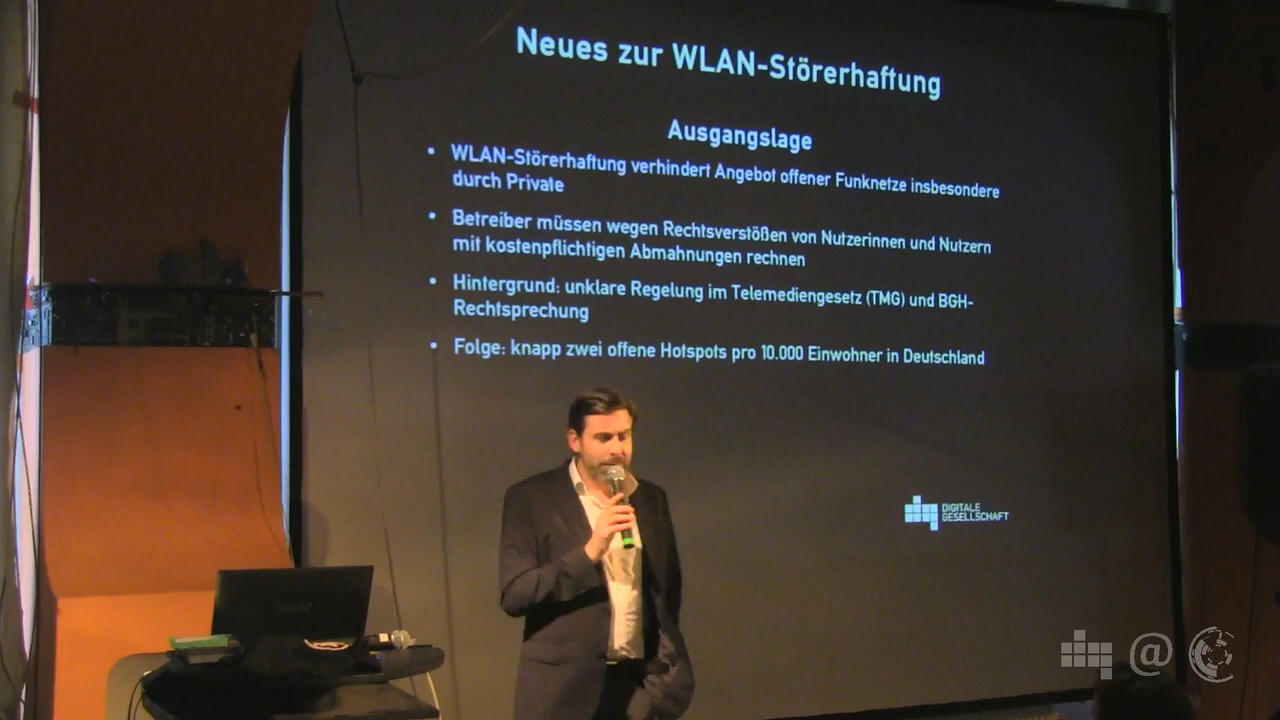 Neues zur WLAN-Störerhaftung
Ausgangslage
• WLAN-Störerhaftung verhindert Angebot offener Funknetze insbesondere
durch Private
• Betreiber müssen wegen Rechtsverstößen von Nutzerinnen und Nutzern
mit kostenpflichtigen Abmahnungen rechnen
• Hintergrund: unklare Regelung im Telemediengesetz (TMG) und BGH-
Rechtsprechung
• Folge: knapp zwei offene Hotspots pro 10.000 Einwohner in Deutschland
DIGITALE
GESELLSCHAFT
@